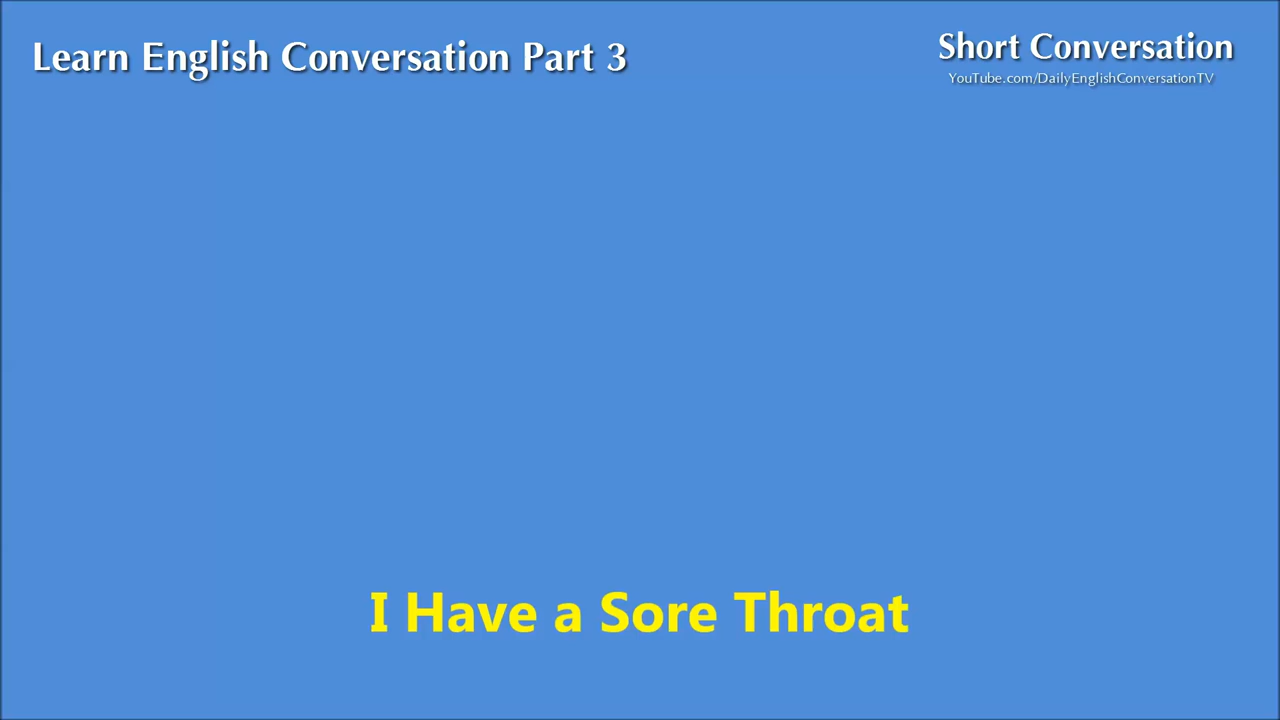 Learn English Conversation Part 3
Short Conversation
YouTube.com/DailyEnglishConversationTV
I Have a Sore Throat